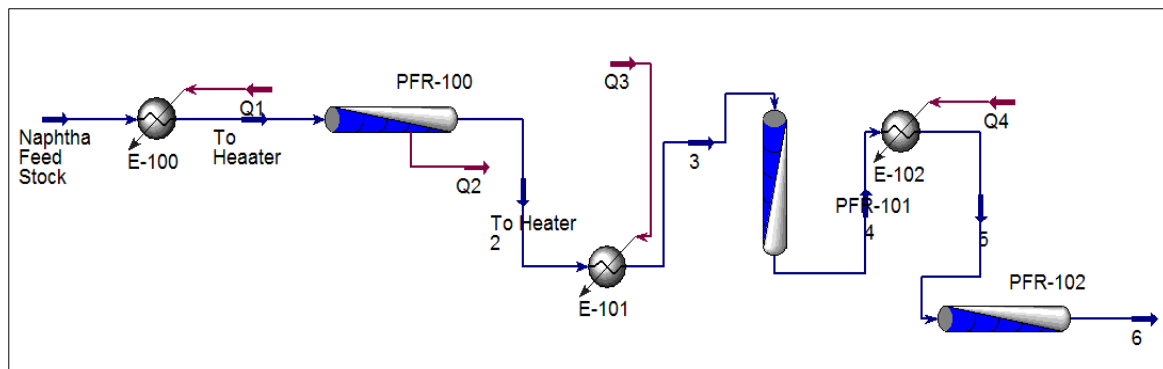 Naphtha
Feed
Stock
E-100
Q1
To
Heaater
PFR-100
Q2
To Heater
2
Q3
E-101
3
PFR-101
4
E-102
Q4
5
PFR-102
6